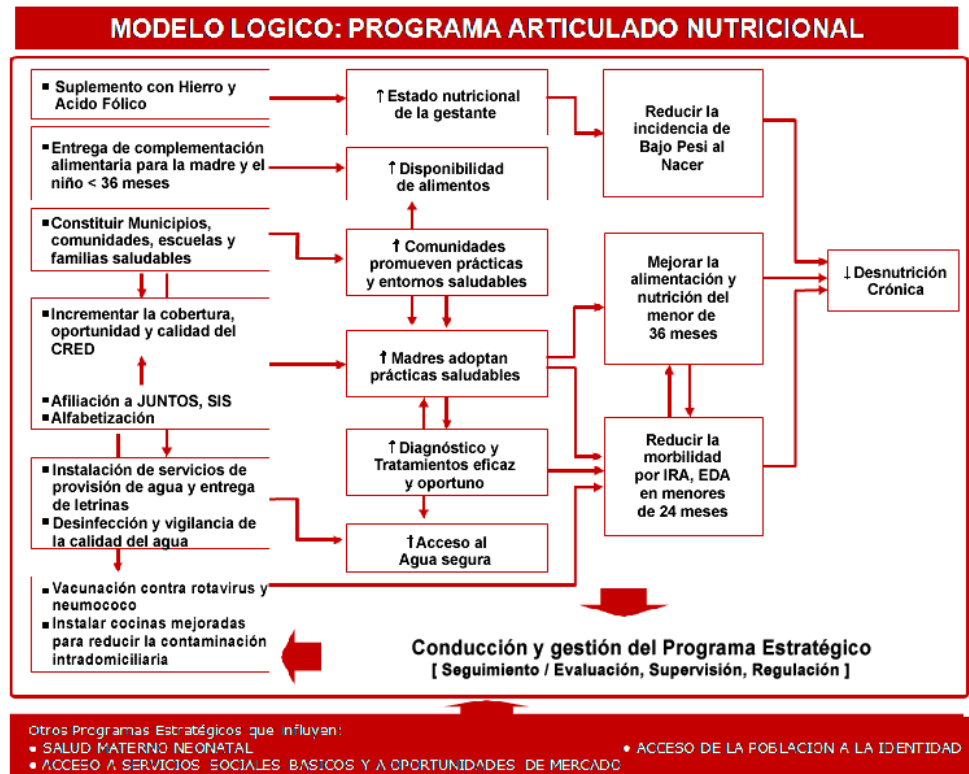 MODELO LOGICO: PROGRAMA ARTICULADO NUTRICIONAL
▪ Suplemento con Hierro y
Acido Fólico
▪ Entrega de complementación
alimentaria para la madre y el
niño < 36 meses
▪ Constituir Municipios,
comunidades, escuelas y
familias saludables
▪ Incrementar la cobertura,
oportunidad y calidad del
CRED
▪ Afiliación a JUNTOS, SIS
▪ Alfabetización
▪ Instalación de servicios de
provisión de agua y entrega
de letrinas
▪ Desinfección y vigilancia de
la calidad del agua
▪ Vacunación contra rotavirus y
neumococo
▪ Instalar cocinas mejoradas
para reducir la contaminación
intradomiciliaria
↑ Estado nutricional
de la gestante
↑ Disponibilidad
de alimentos
↑ Comunidades
promueven prácticas
y entornos saludables
↑ Madres adoptan
prácticas saludables
↑ Diagnóstico y
Tratamientos eficaz
y oportuno
↑Acceso al
Agua segura
Reducir la
incidencia de
Bajo Pesi al
Nacer
Mejorar la
alimentación y
nutrición del
menor de
36 meses
Reducir la
morbilidad
por IRA, EDA
en menores
de 24 meses
↓ Desnutrición
Crónica
Conducción y gestión del Programa Estratégico
[ Seguimiento / Evaluación, Supervisión, Regulación ]
Otros Programas Estratégicos que influyen:
• SALUD MATERNO NEONATAL
• ACCESO DE LA POBLACION A LA IDENTIDAD
• ACCESO A SERVICIOS SOCIALES BASICOS Y A OPORTUNIDADES DE MERCADO